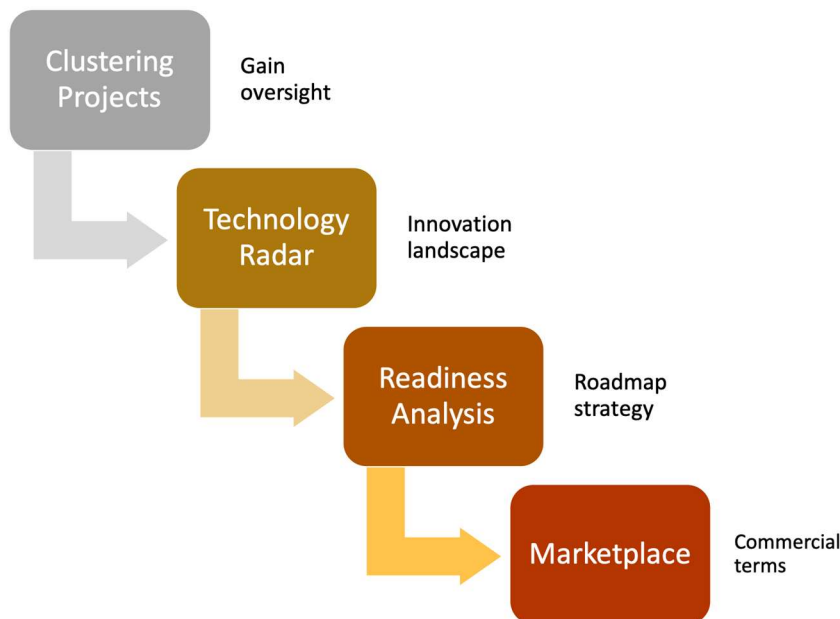 Clustering
Projects
Gain
oversight
Technology
Radar
Innovation
landscape
Readiness
Analysis
Roadmap
strategy
Marketplace
Commercial
terms